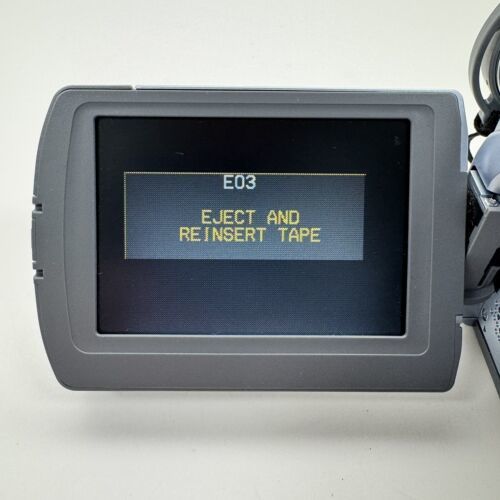 E03
EJECT AND
REINSERT TAPE